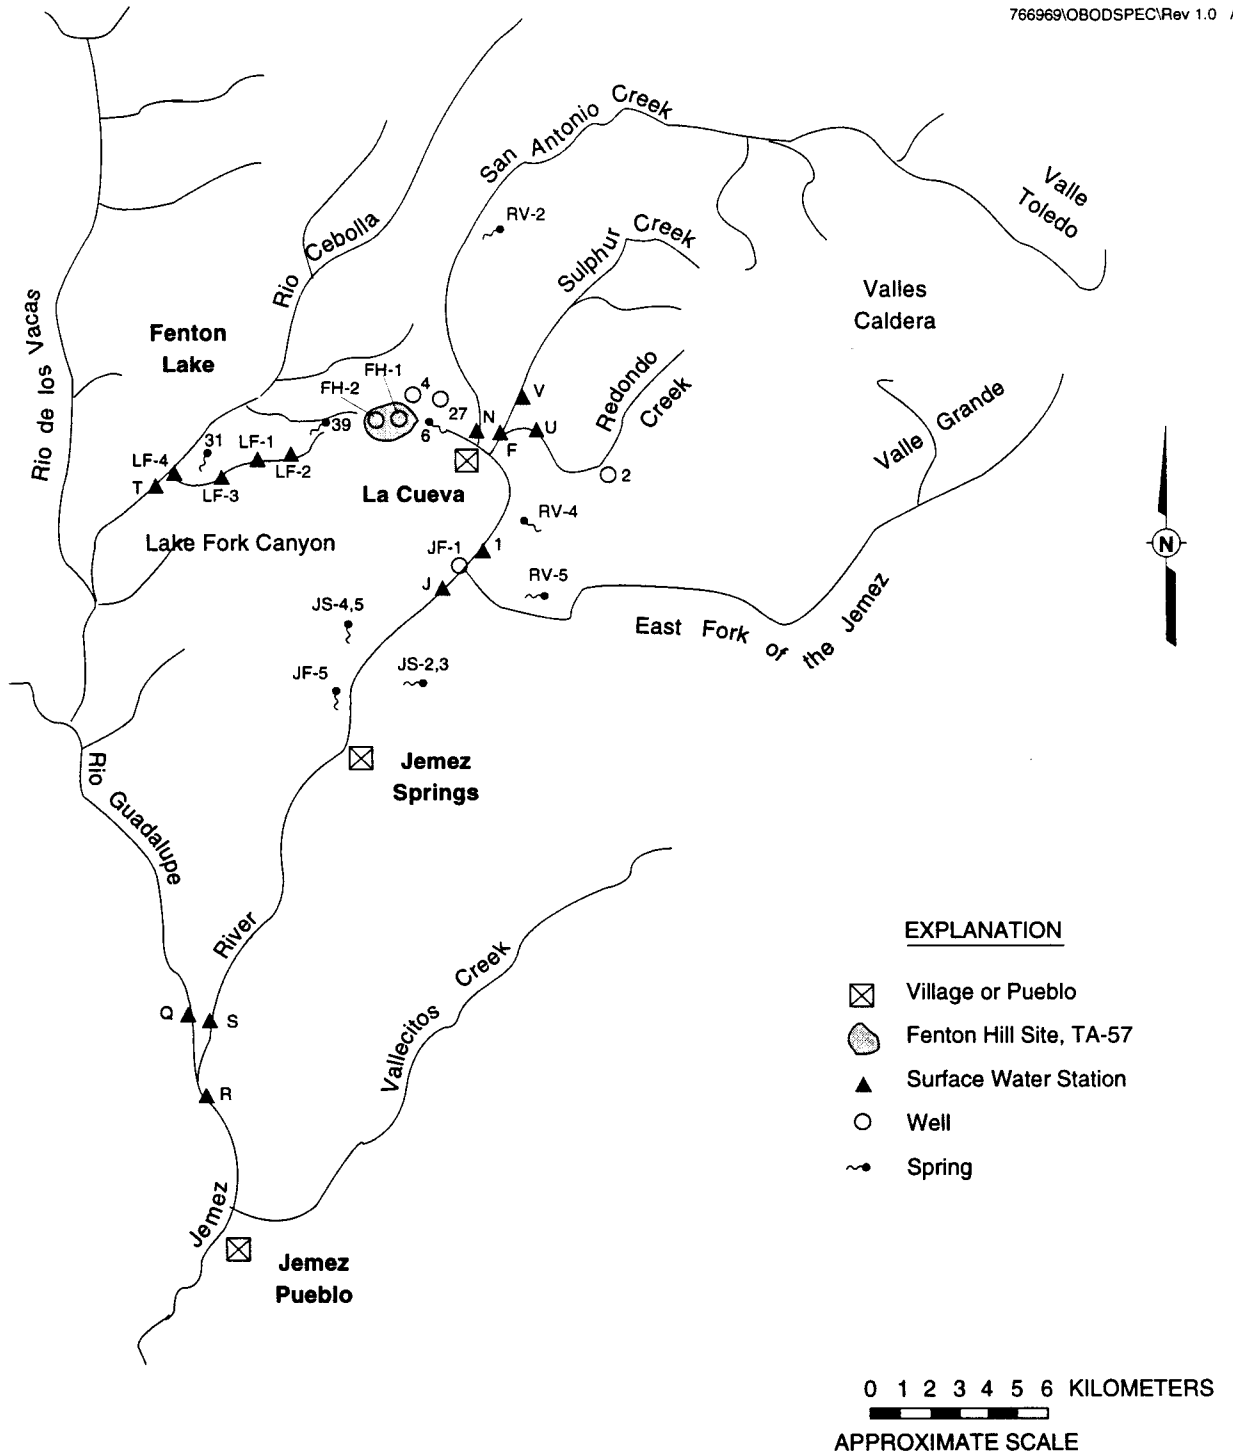 766969\OBODSPEC\Rev 1.0
San Antonio Creek
Valle
Toledo
RV-2
Sulphur Creek
Rio Cebolla
Valles
Caldera
Rio de los Vacas
Fenton
Lake
FH-1
FH-2
4
27
V
Redondo
Creek
Valle Grande
39
6
N
F
U
31
LF-1
LF-4
LF-2
T
LF-3
2
La Cueva
RV-4
Lake Fork Canyon
JF-1
1
N
J
RV-5
JS-4,5
East Fork of the Jemez
JF-5
JS-2,3
Rio Guadalupe
Jemez
Springs
River
Vallecitos Creek
EXPLANATION
Village or Pueblo
Q
S
Fenton Hill Site, TA-57
Surface Water Station
R
Well
Spring
Jemez
Jemez
Pueblo
0 1 2 3 4 5 6 KILOMETERS
APPROXIMATE SCALE